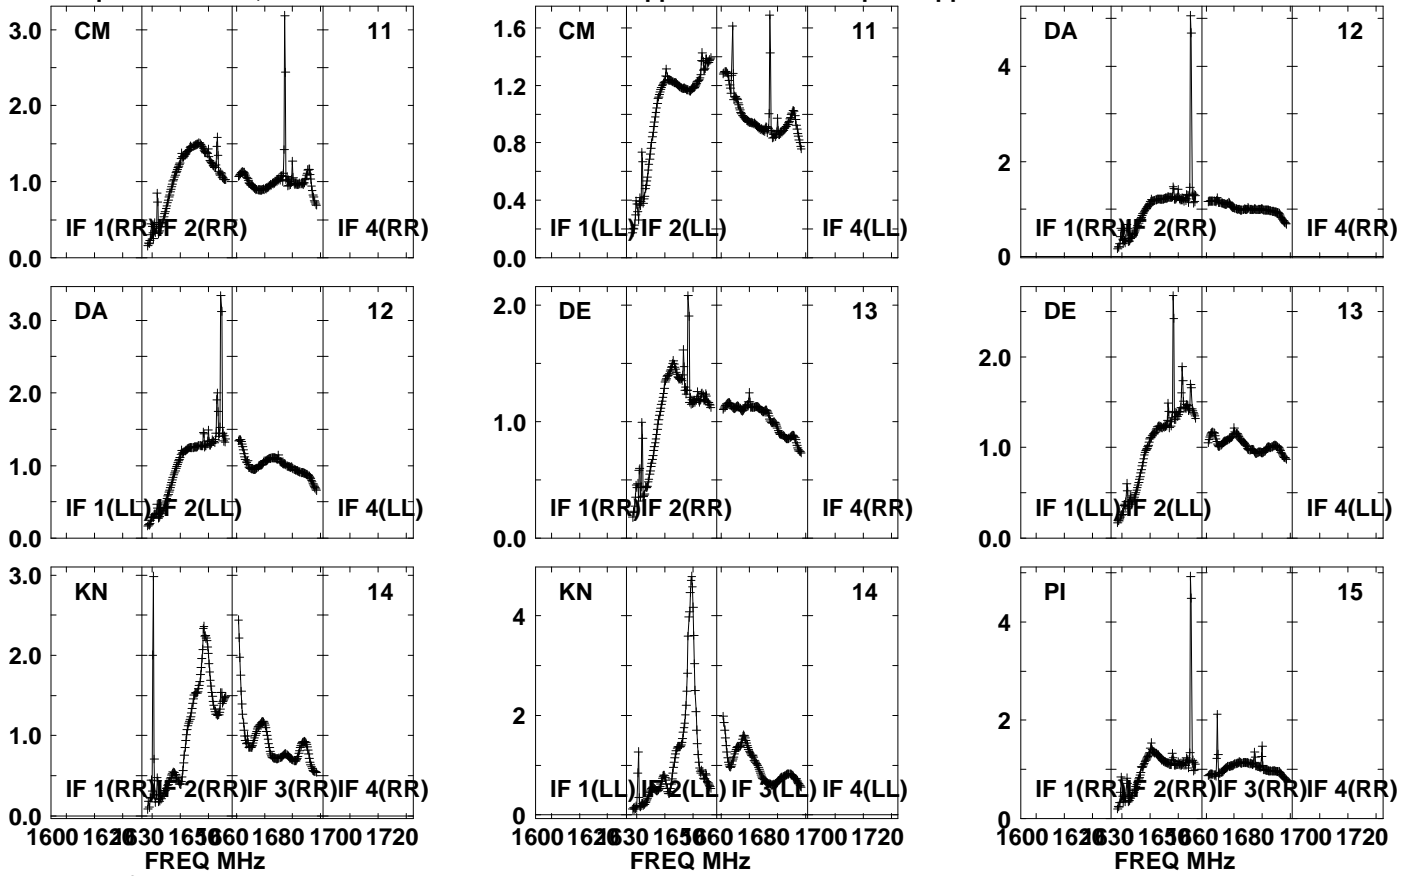 CM 11 CM 11 DA 12
3.0 2.0 1.0 0.0
1.6 1.2 0.8 0.4 0.0
4 2 0
IF 1(RR) IF 2(RR) IF 4(RR)
IF 1(LL) IF 2(LL) IF 4(LL)
IF 1(RR) IF 2(RR) IF 4(RR)
DA 12 DE 13 DE 13
3.0 2.0 1.0 0.0
2.0 1.0 0.0
2.0 1.0 0.0
IF 1(LL) IF 2(LL) IF 4(LL)
IF 1(RR) IF 2(RR) IF 4(RR)
IF 1(LL) IF 2(LL) IF 4(LL)
KN 14 KN 14 PI 15
3.0 2.0 1.0 0.0
4 2 0
4 2 0
IF 1(RR) IF 2(RR) IF 3(RR) IF 4(RR)
IF 1(LL) IF 2(LL) IF 3(LL) IF 4(LL)
IF 1(RR) IF 2(RR) IF 3(RR) IF 4(RR)
1600 1630 1660 1700 1720
1600 1630 1660 1700 1720
1600 1630 1660 1700 1720
FREQ MHz FREQ MHz FREQ MHz